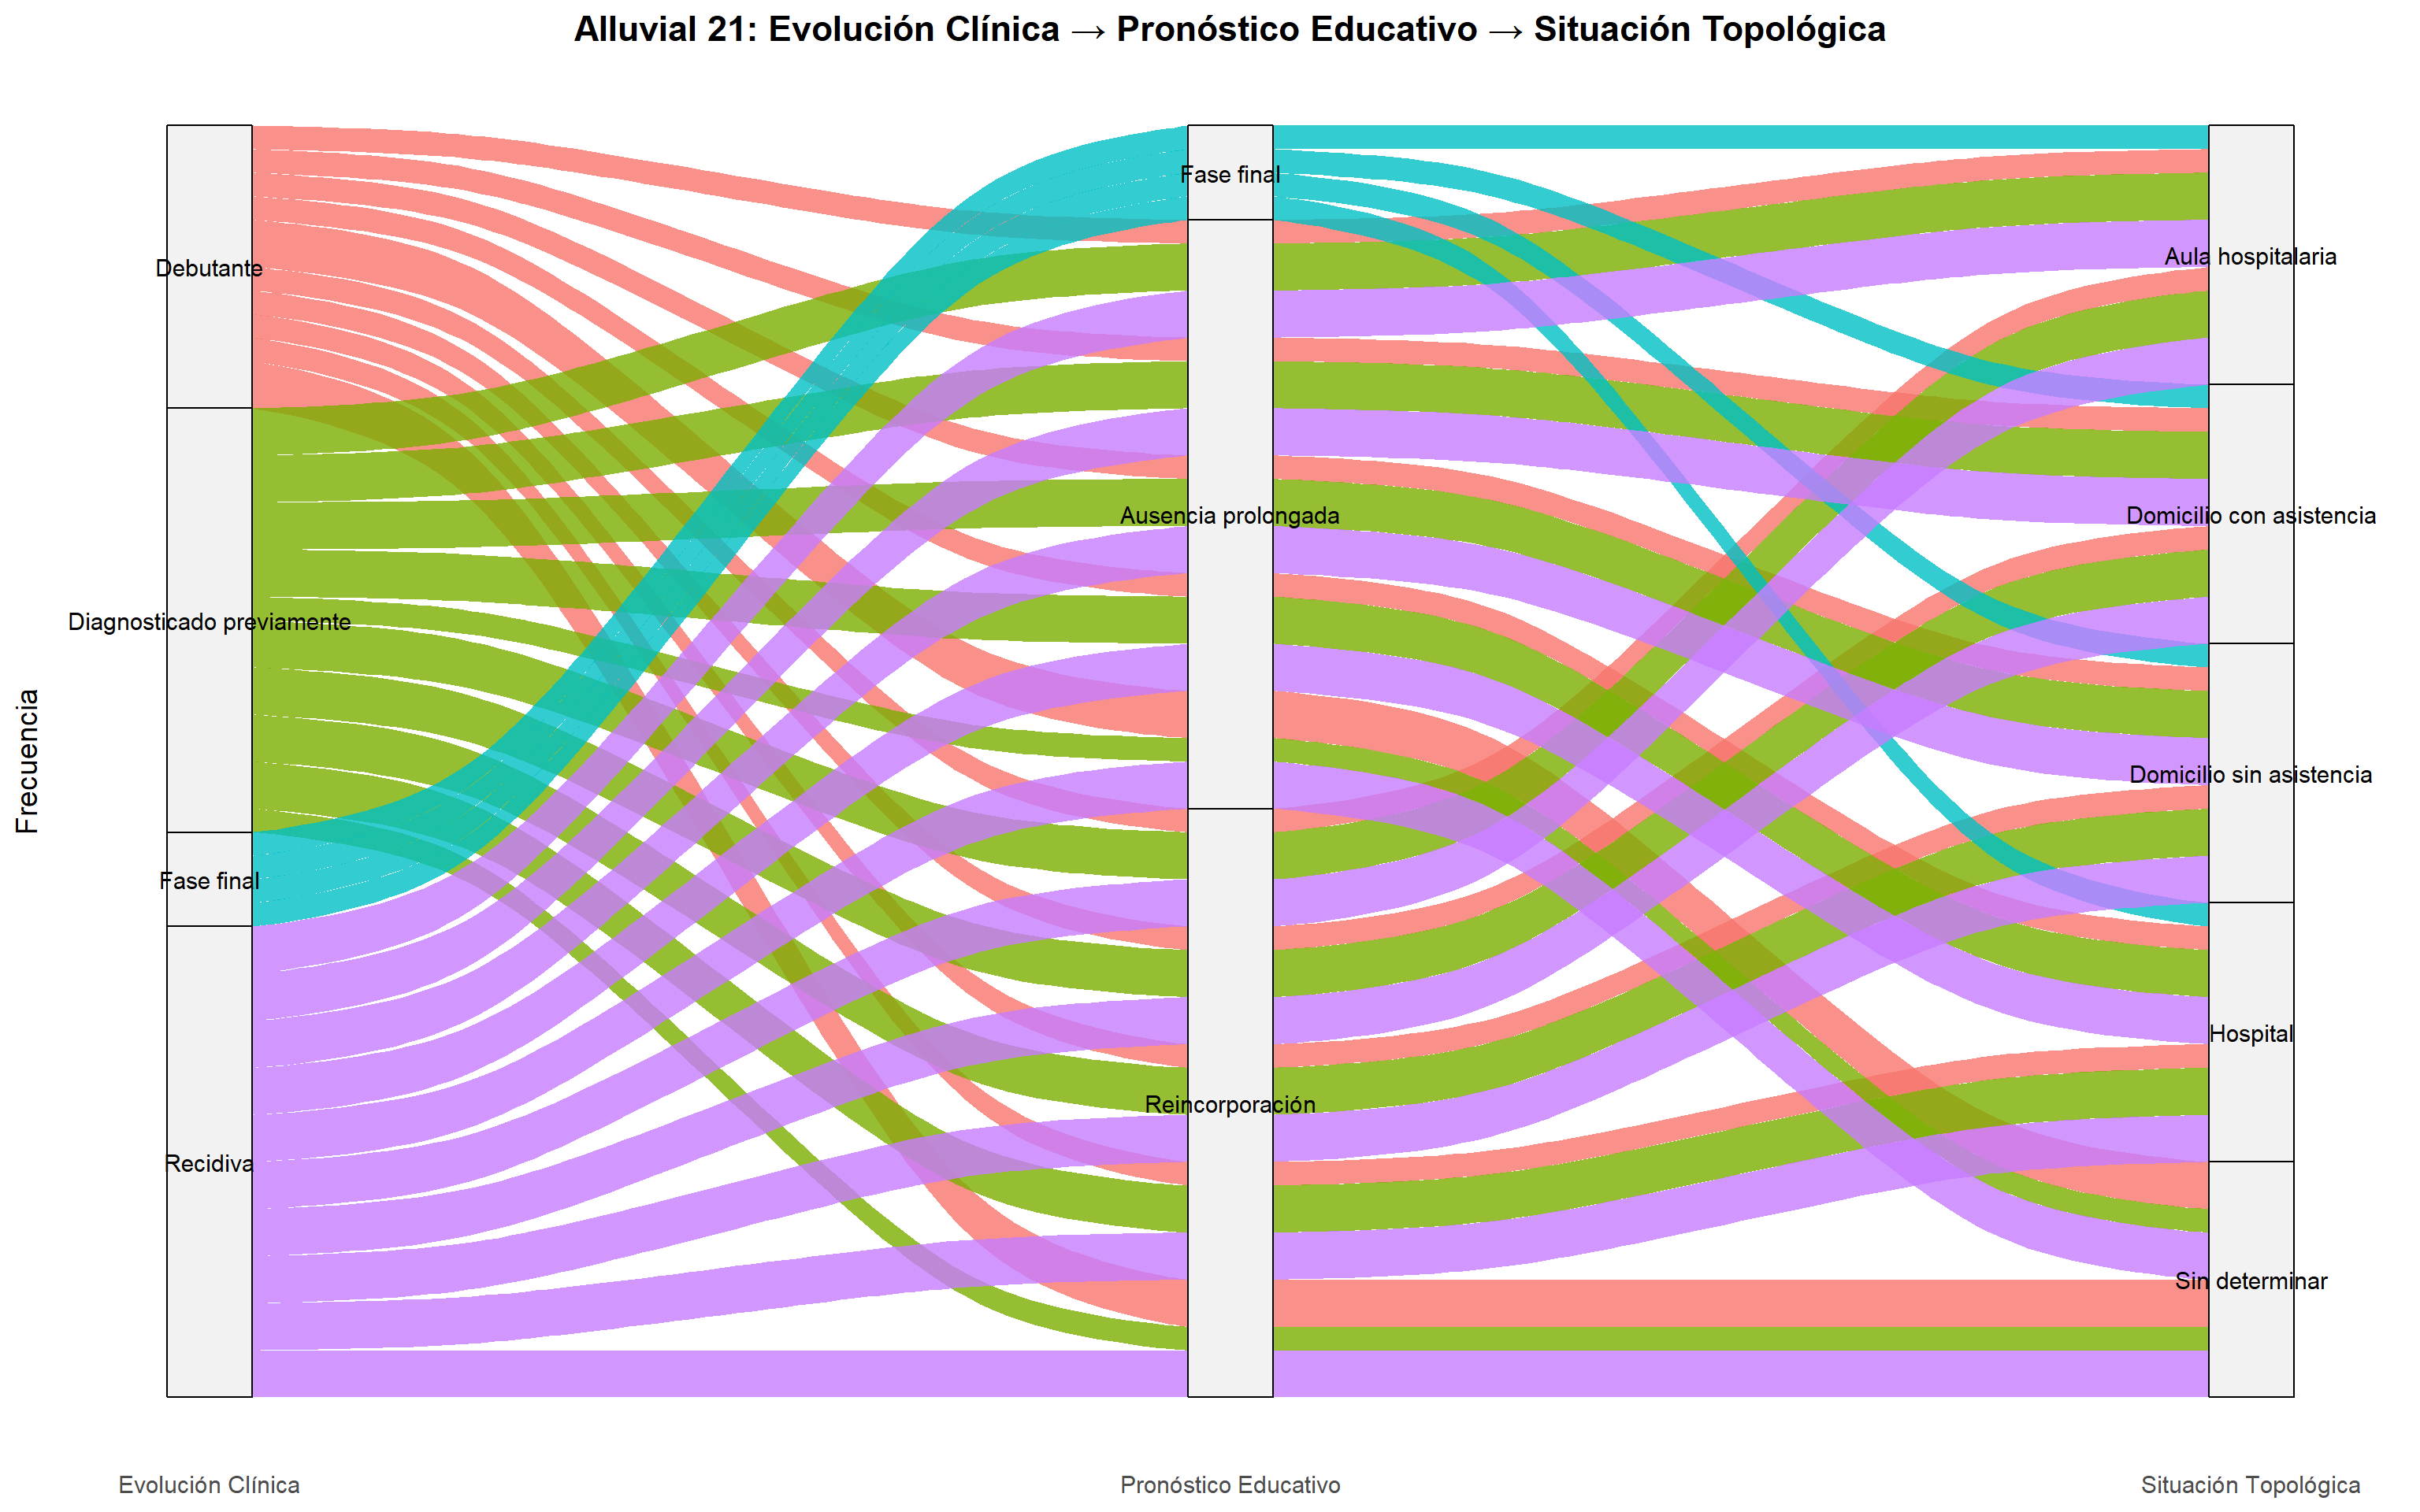 Alluvial 21: Evolución Clínica → Pronóstico Educativo → Situación Topológica
Frecuencia
Debutante
Diagnosticado previamente
Fase final
Recidiva
Fase final
Ausencia prolongada
Reincorporación
Aula hospitalaria
Domicilio con asistencia
Domicilio sin asistencia
Hospital
Sin determinar
Evolución Clínica
Pronóstico Educativo
Situación Topológica